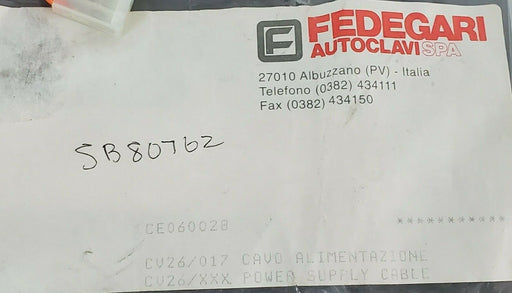 FEDEGARI
AUTOCLAVI SPA
27010 Albuzzano (PV) - Italia
Telefono (0382) 434111
Fax (0382) 434150
SB80762
CE060028
***********
CV26/017 CAVO ALIMENTAZIONE
CV26/XXX POWER SUPPLY CABLE